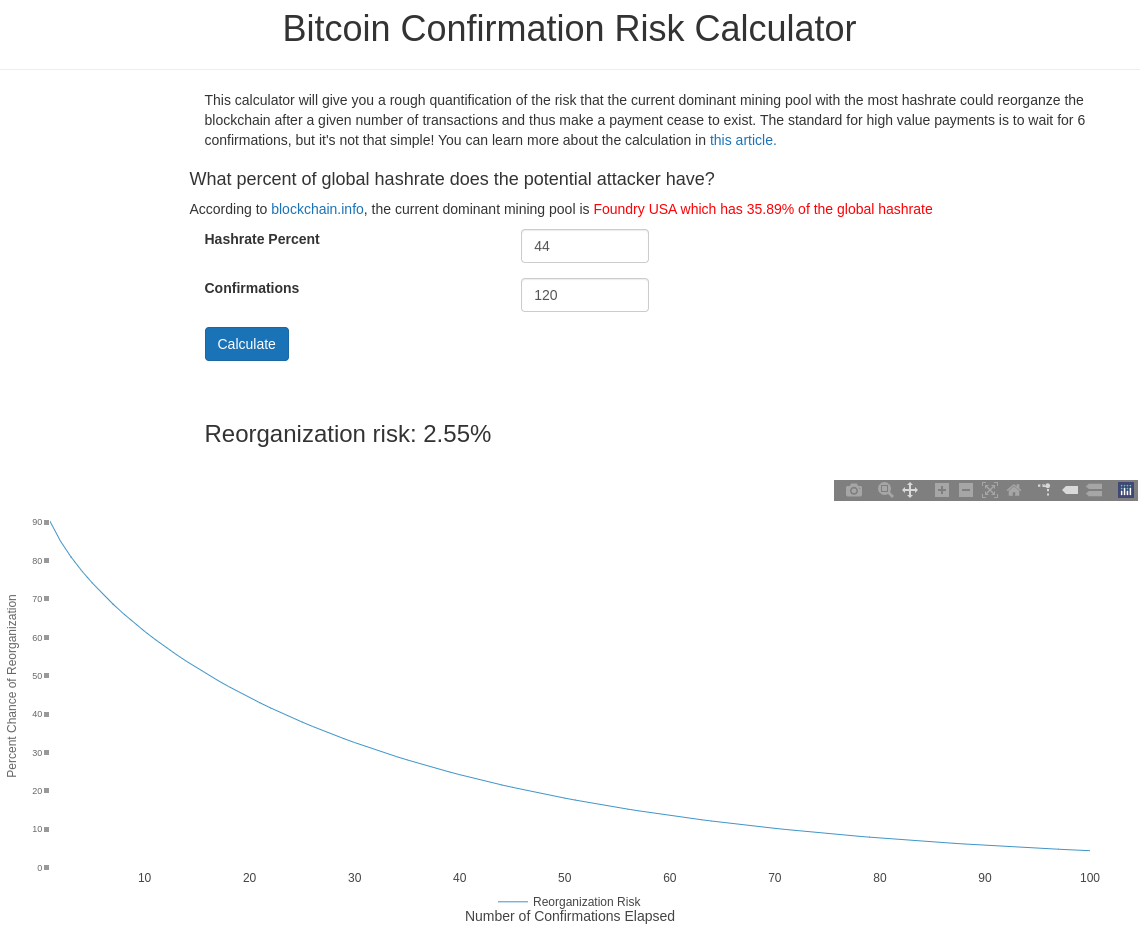 Bitcoin Confirmation Risk Calculator
This calculator will give you a rough quantification of the risk that the current dominant mining pool with the most hashrate could reorganze the
blockchain after a given number of transactions and thus make a payment cease to exist. The standard for high value payments is to wait for 6
confirmations, but it's not that simple! You can learn more about the calculation in this article.
What percent of global hashrate does the potential attacker have?
According to blockchain.info, the current dominant mining pool is Foundry USA which has 35.89% of the global hashrate
Hashrate Percent 44
Confirmations 120
Calculate
Reorganization risk: 2.55%
Percent Chance of Reorganization
90
80
70
60
50
40
30
20
10
0
10 20 30 40 50 60 70 80 90 100
Reorganization Risk
Number of Confirmations Elapsed